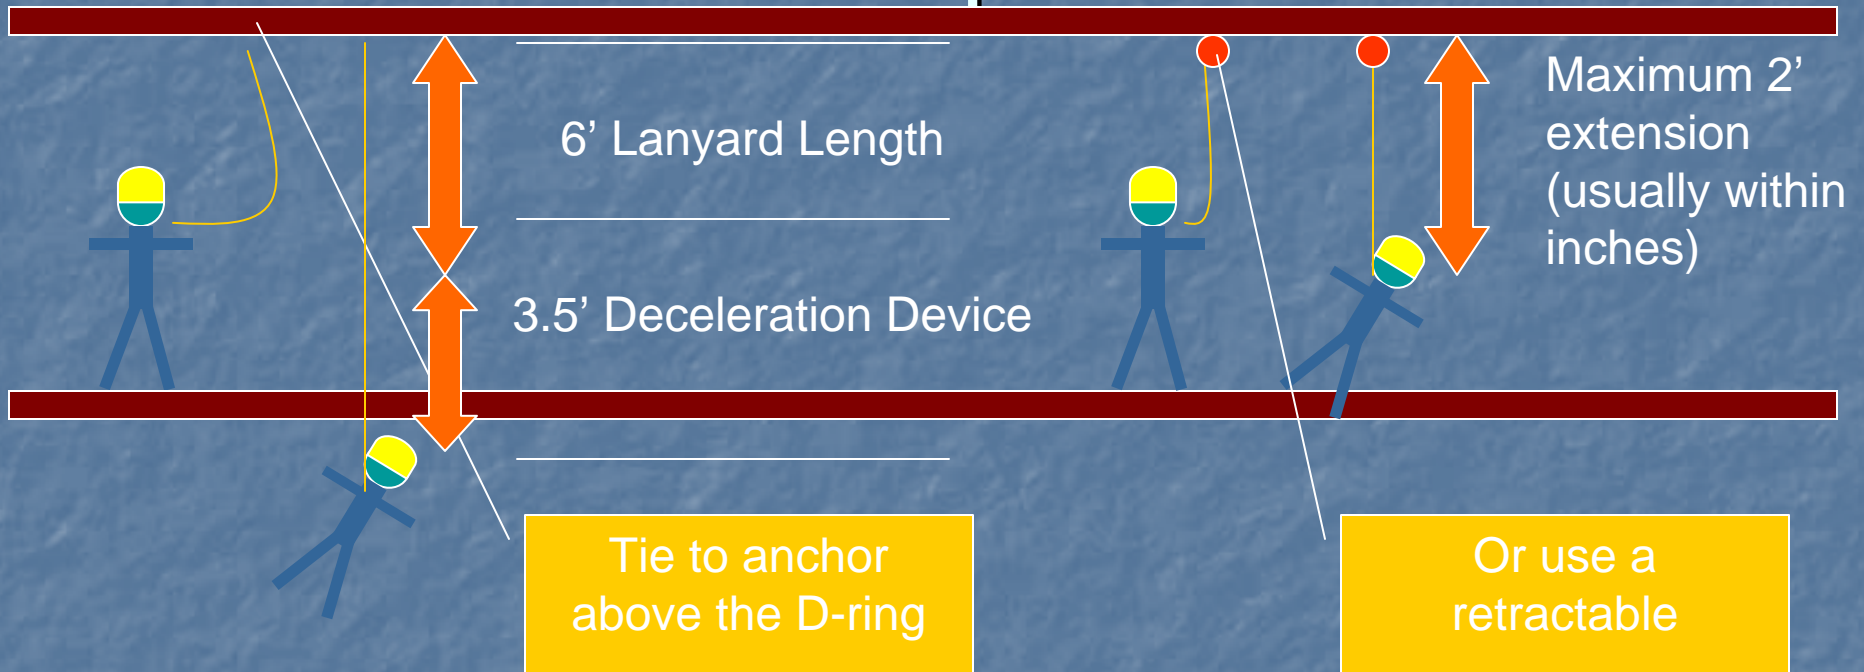 6’ Lanyard Length
3.5’ Deceleration Device
Maximum 2’
extension
(usually within
inches)
Tie to anchor
above the D-ring
Or use a
retractable